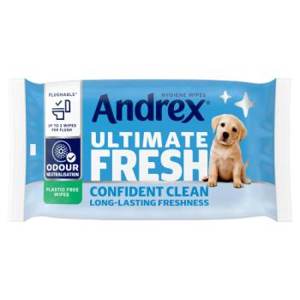 HYGIENE WIPES
Andrex®
ULTIMATE
FRESH
CONFIDENT CLEAN
LONG-LASTING FRESHNESS
FLUSHABLE*
UP TO 2 WIPES
PER FLUSH
ODOUR
NEUTRALISATION
PLASTIC FREE
WIPES